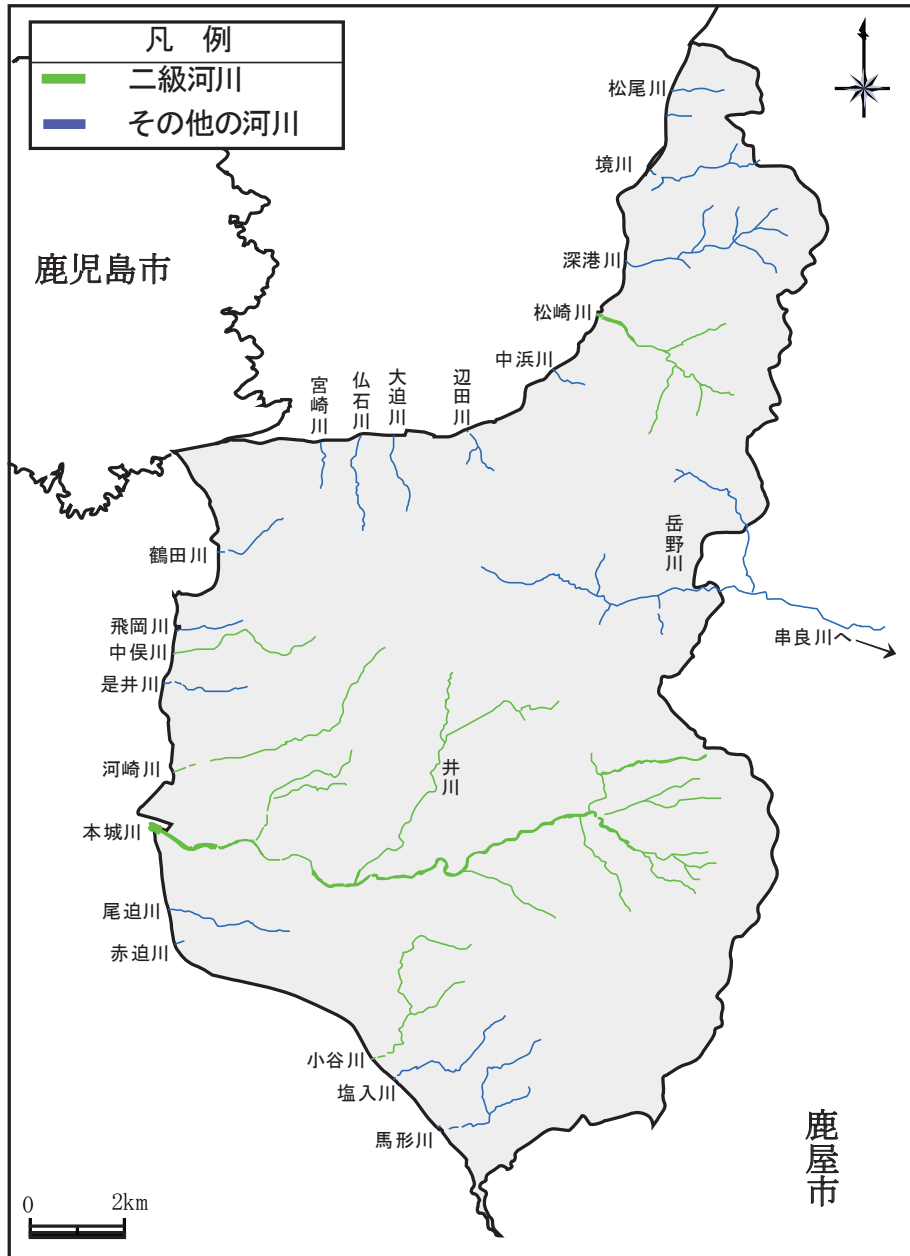 凡 例
二級河川
その他の河川
松尾川
境川
鹿児島市
深港川
松崎川
中浜川
辺田川
大迫川
仏石川
宮崎川
岳野川
鶴田川
飛岡川
中俣川
串良川へ
是井川
河崎川
井川
本城川
尾迫川
赤迫川
小谷川
塩入川
馬形川
鹿屋市
0 2km